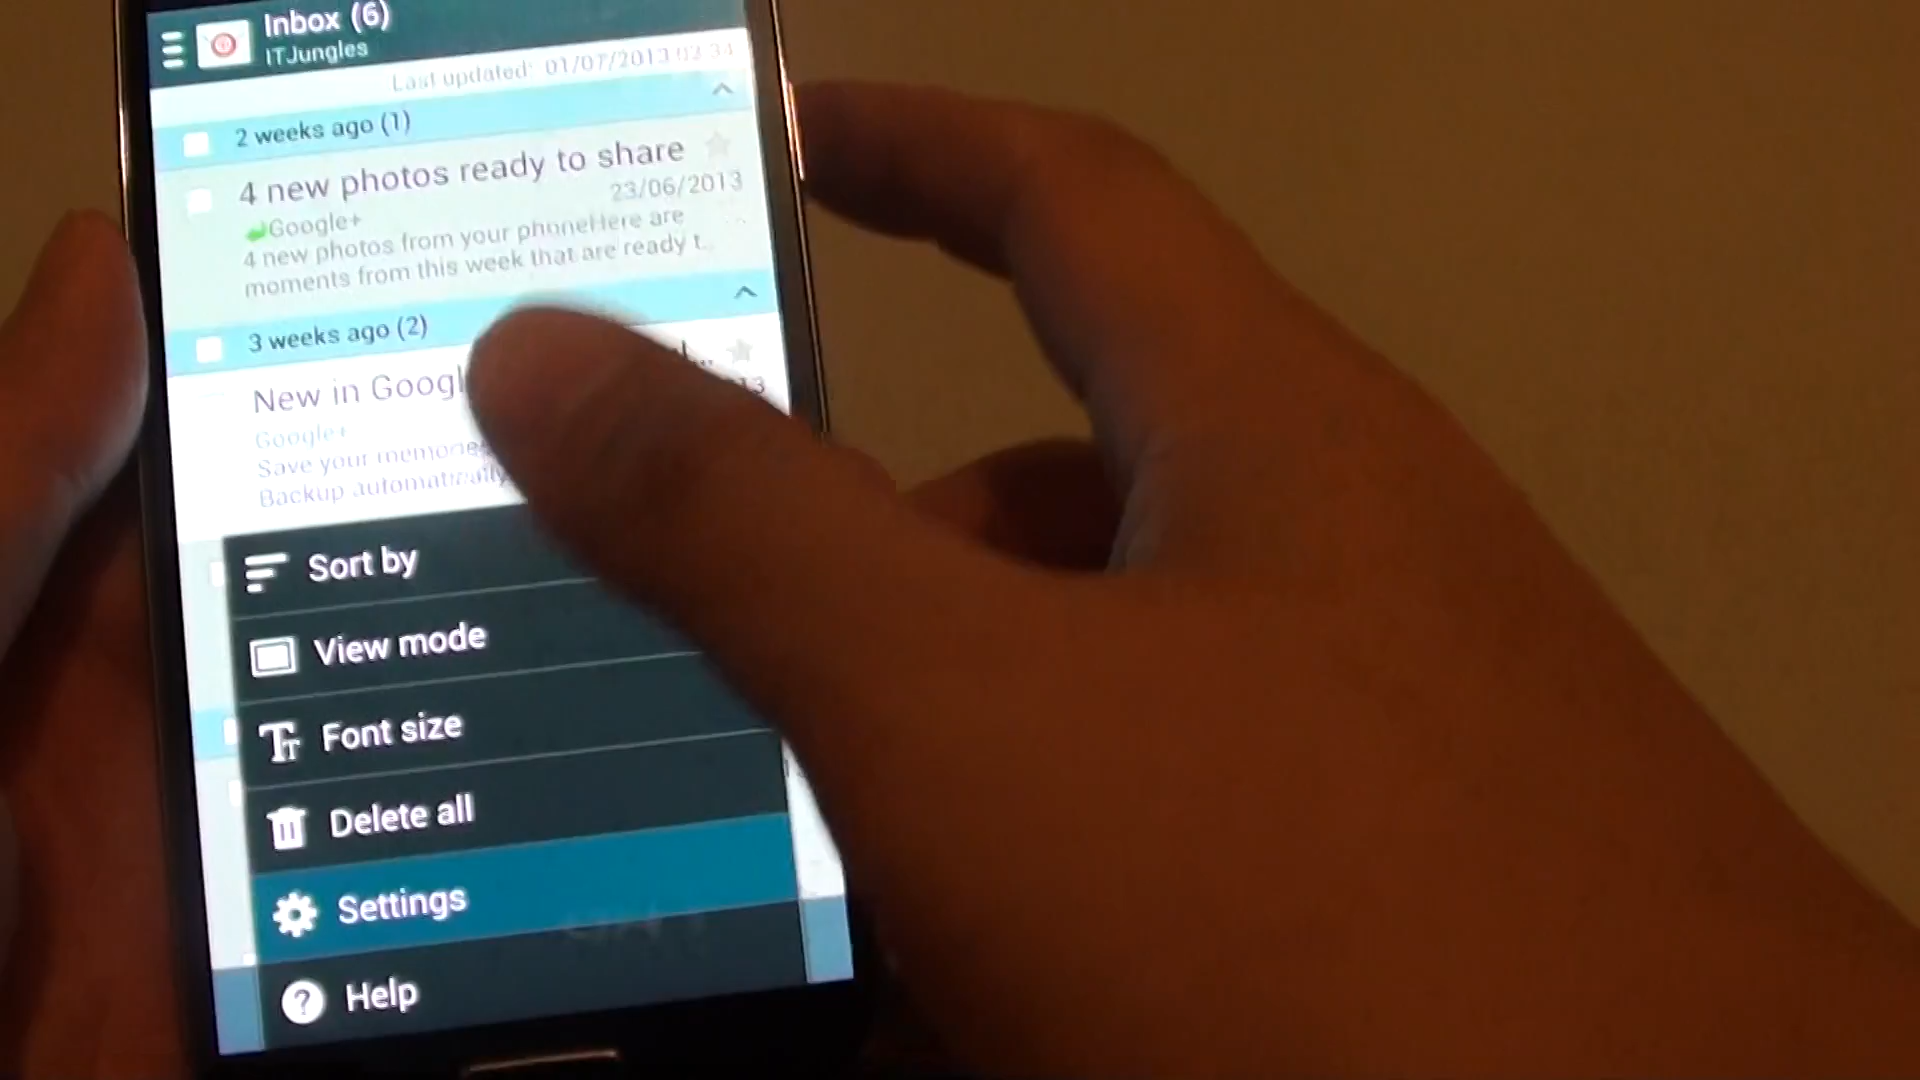 Inbox (6)
ITJungles
Last updated: 01/07/2013 03:34
2 weeks ago (1)
4 new photos ready to share
23/06/2013
Google+
4 new photos from your phoneHere are
moments from this week that are ready t...
3 weeks ago (2)
New in Googl
Google+
Save your memories
Backup automatically
Sort by
View mode
Font size
Delete all
Settings
Help